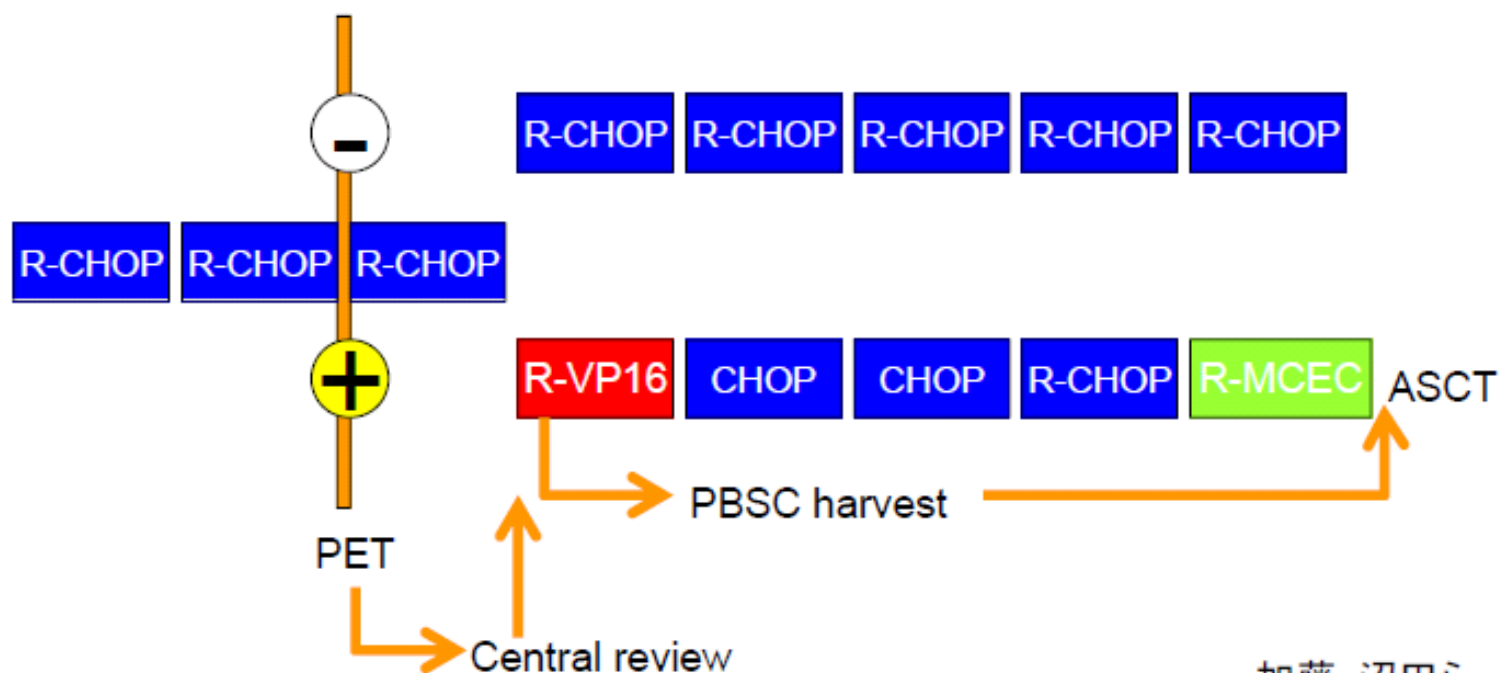 -
R-CHOP R-CHOP R-CHOP R-CHOP R-CHOP
R-CHOP R-CHOP R-CHOP
+
R-VP16 CHOP CHOP R-CHOP R-MCEC ASCT
PBSC harvest
PET
Central review